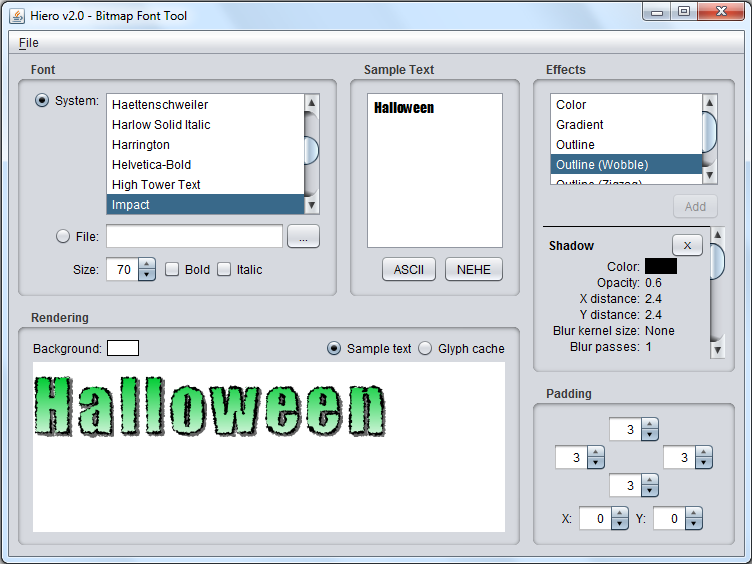 Hiero v2.0 - Bitmap Font Tool
File
Font
System:
Haettenschweiler
Harlow Solid Italic
Harrington
Helvetica-Bold
High Tower Text
Impact
File:
...
Size: 70 Bold Italic
Sample Text
Halloween
ASCII NEHE
Effects
Color
Gradient
Outline
Outline (Wobble)
Outline (Zigzag)
Add
Shadow X
Color:
Opacity: 0.6
X distance: 2.4
Y distance: 2.4
Blur kernel size: None
Blur passes: 1
Rendering
Background: Sample text Glyph cache
Halloween
Padding
3
3 3
3
X: 0 Y: 0